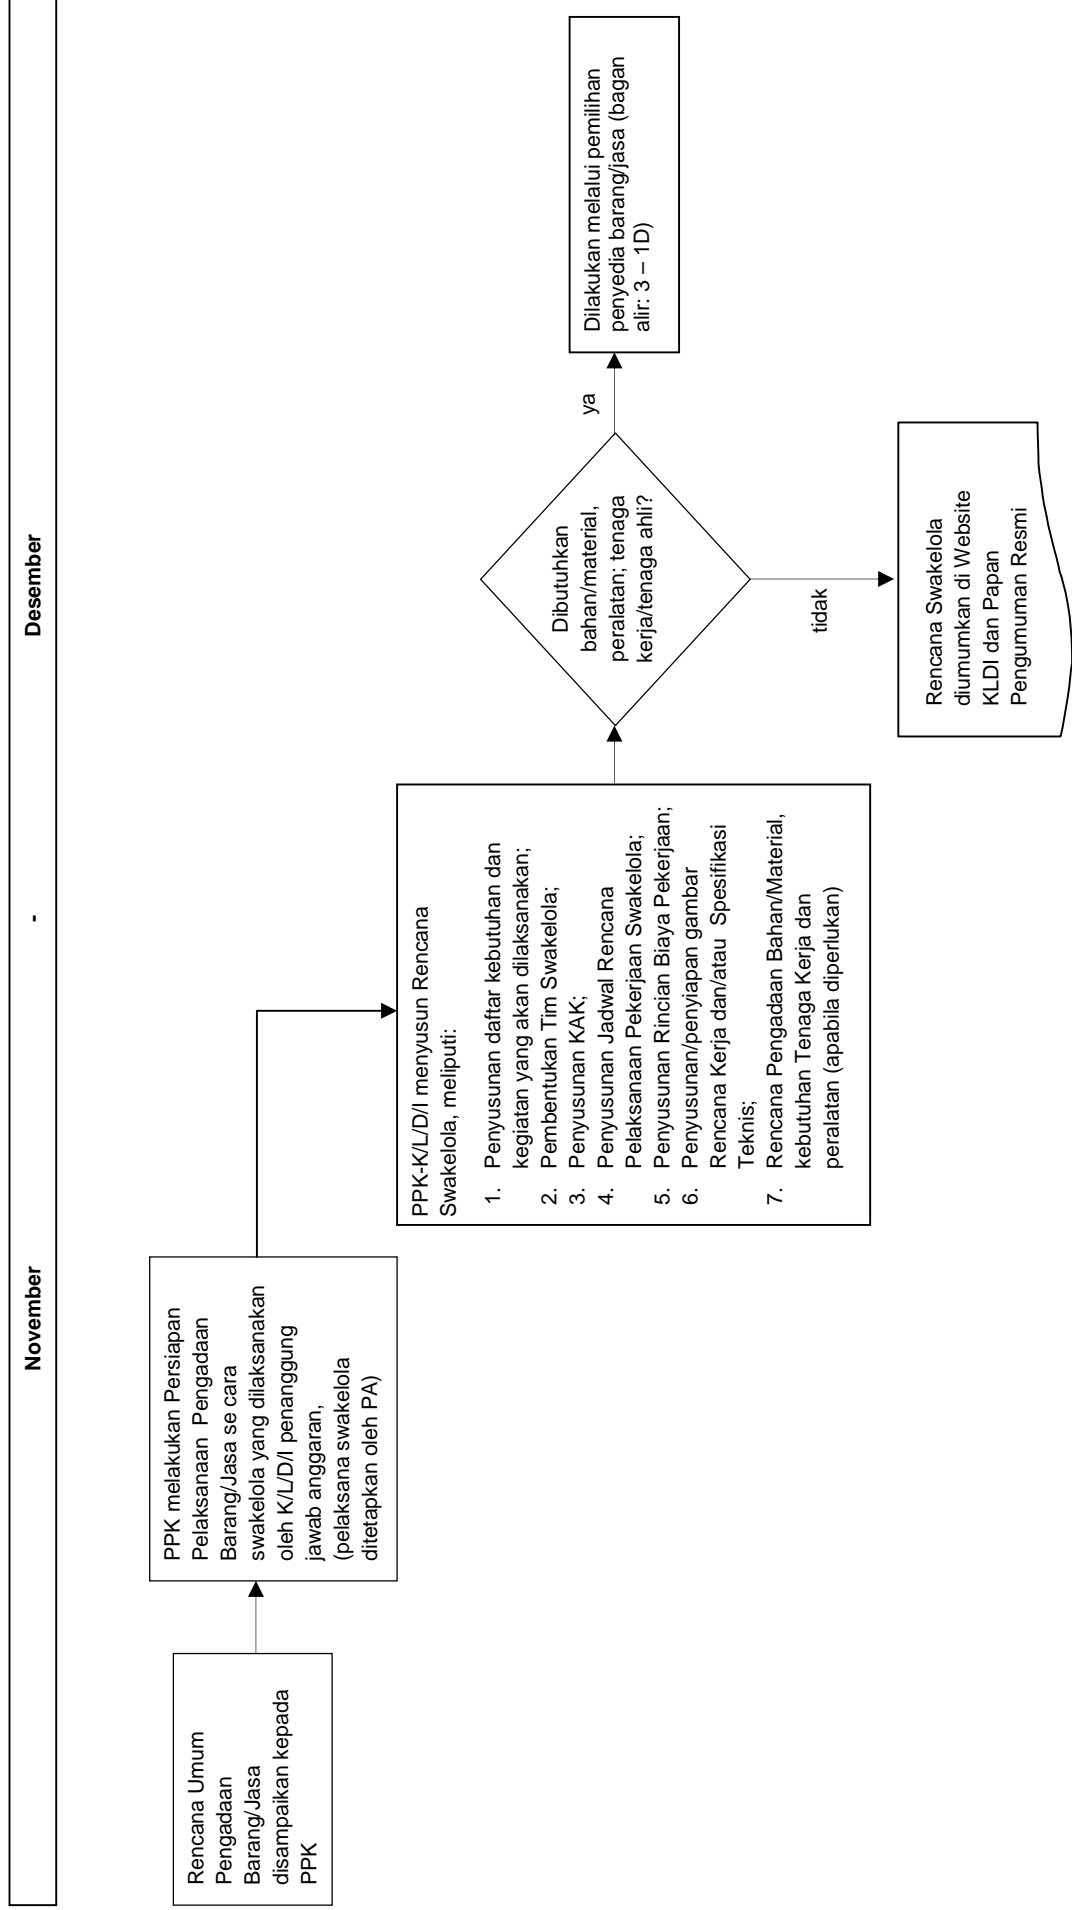 November - Desember
Rencana Umum
Pengadaan
Barang/Jasa
disampaikan kepada
PPK
PPK melakukan Persiapan
Pelaksanaan Pengadaan
Barang/Jasa se cara
swakelola yang dilaksanakan
oleh K/L/D/I penanggung
jawab anggaran,
(pelaksana swakelola
ditetapkan oleh PA)
PPK-K/L/D/I menyusun Rencana
Swakelola, meliputi:
1. Penyusunan daftar kebutuhan dan
kegiatan yang akan dilaksanakan;
2. Pembentukan Tim Swakelola;
3. Penyusunan KAK;
4. Penyusunan Jadwal Rencana
Pelaksanaan Pekerjaan Swakelola;
5. Penyusunan Rincian Biaya Pekerjaan;
6. Penyusunan/penyiapan gambar
Rencana Kerja dan/atau Spesifikasi
Teknis;
7. Rencana Pengadaan Bahan/Material,
kebutuhan Tenaga Kerja dan
peralatan (apabila diperlukan)
Dibutuhkan
bahan/material,
peralatan; tenaga
kerja/tenaga ahli?
ya
Dilakukan melalui pemilihan
penyedia barang/jasa (bagan
alir: 3 – 1D)
tidak
Rencana Swakelola
diumumkan di Website
KLDI dan Papan
Pengumuman Resmi